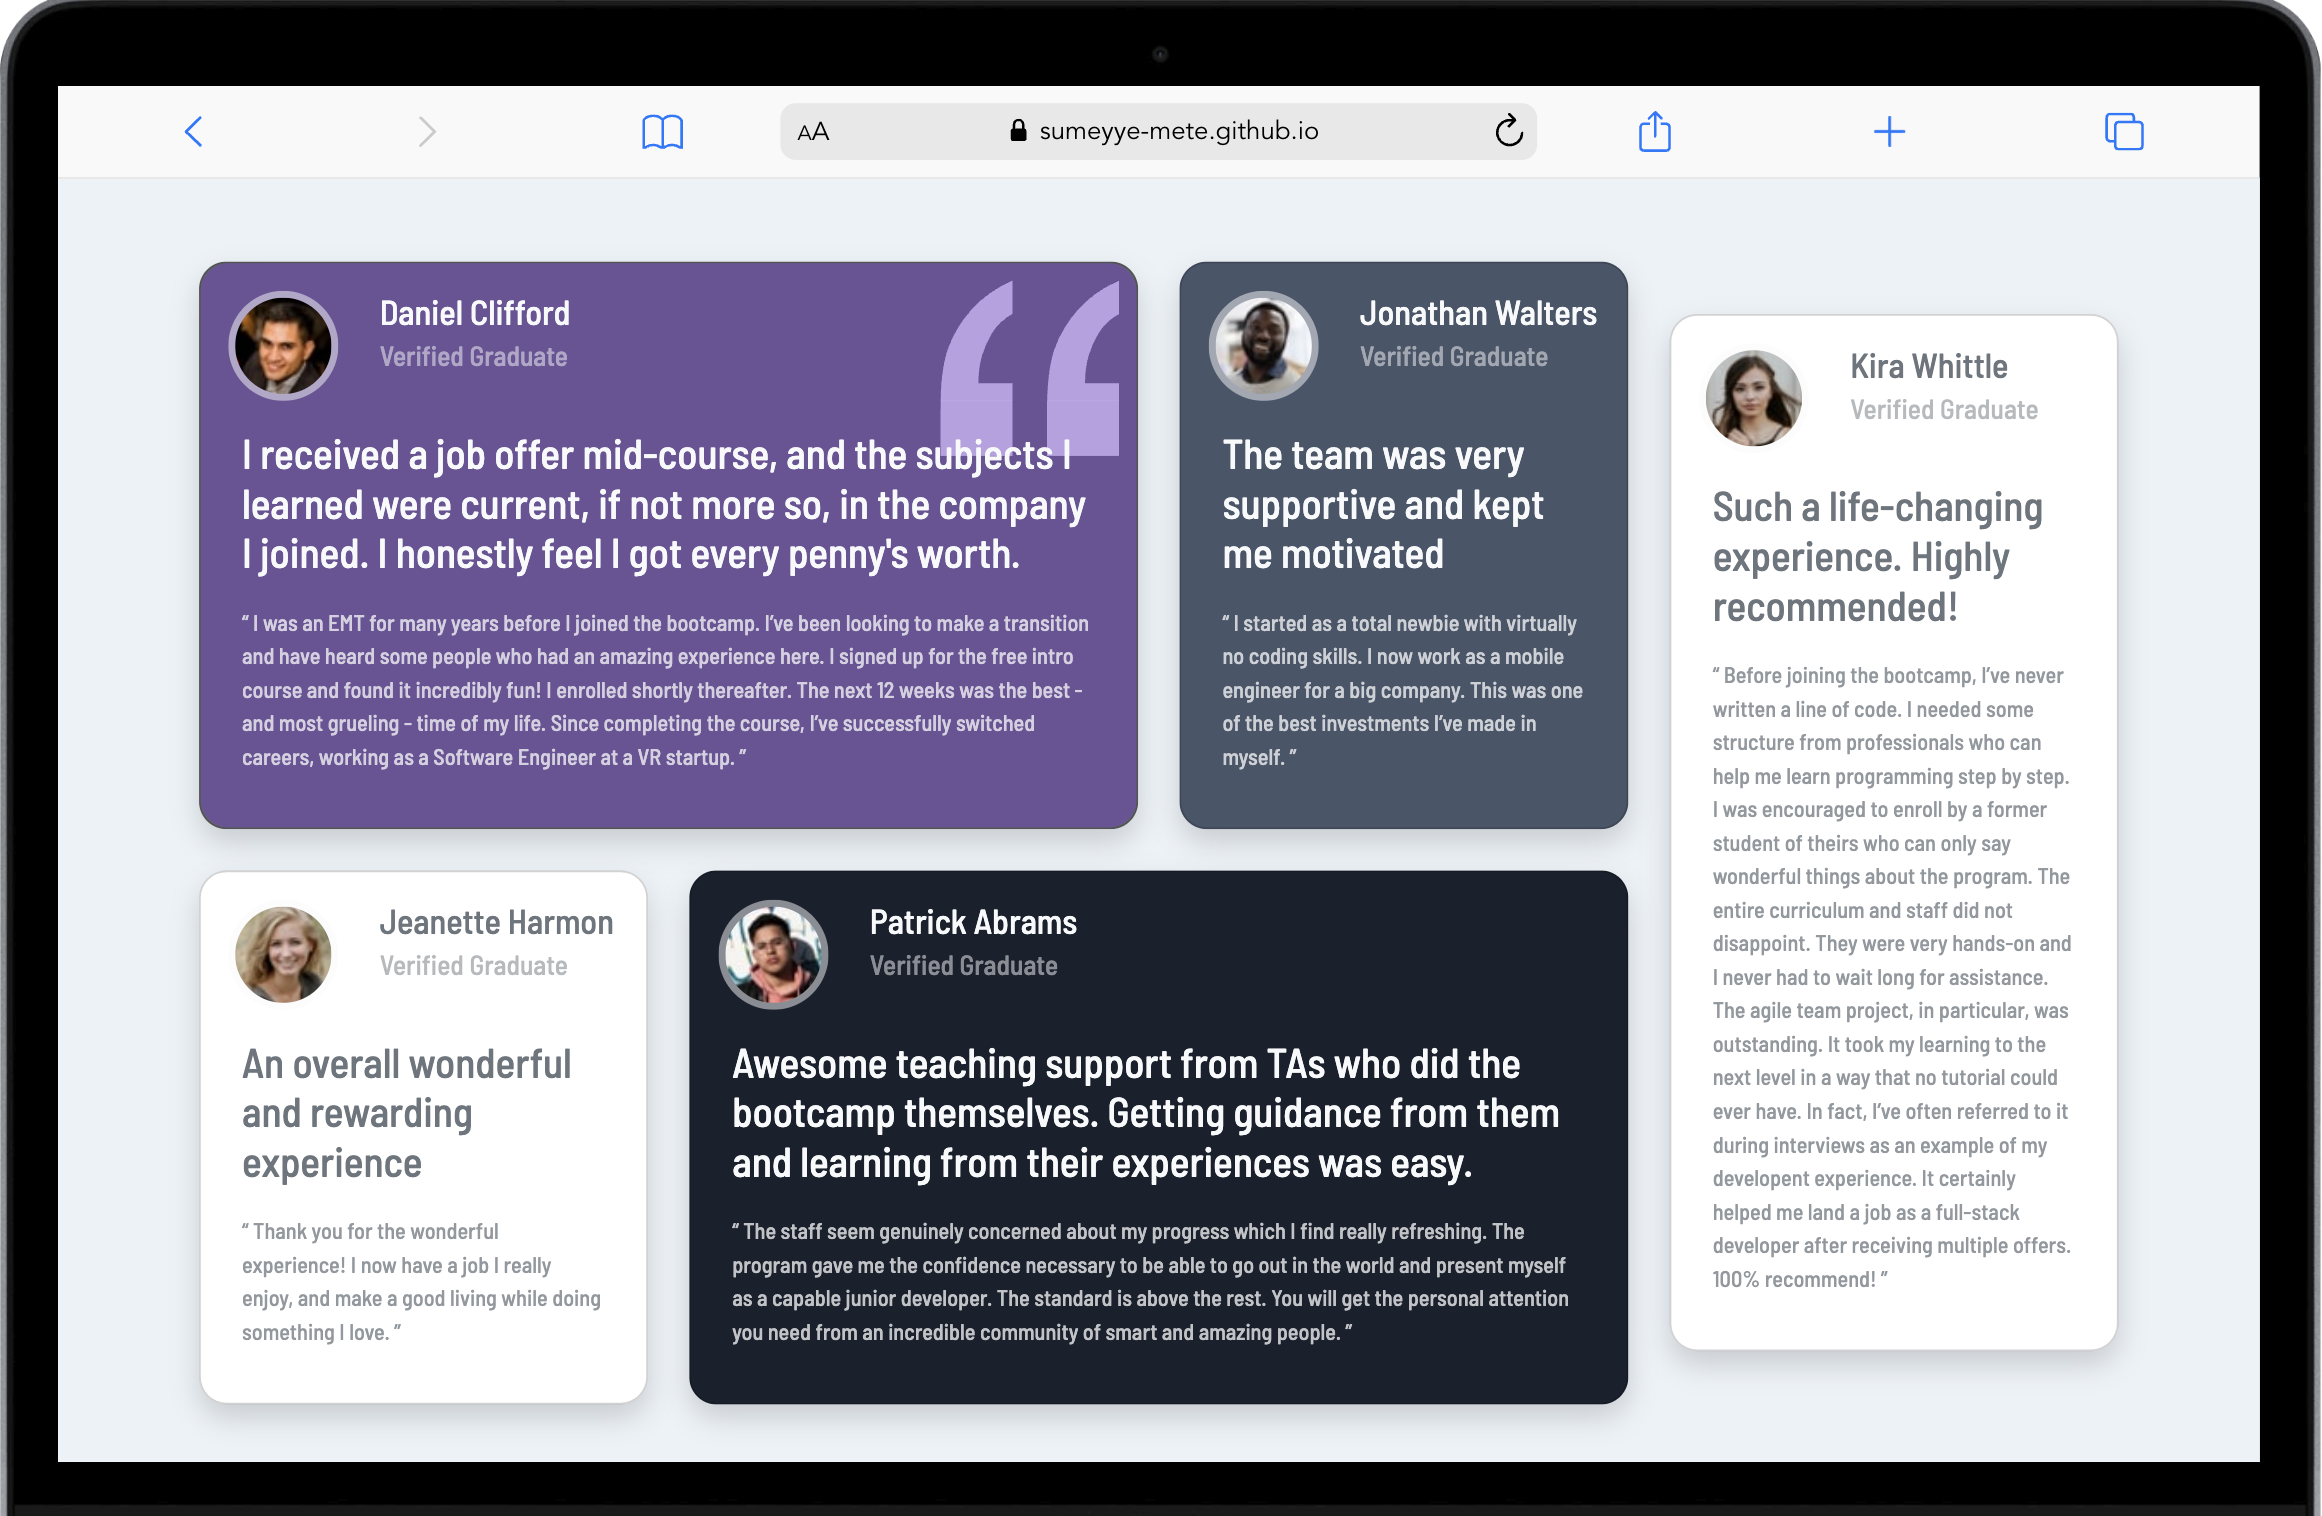 AA
sumeyye-mete.github.io
Daniel Clifford
Verified Graduate
I received a job offer mid-course, and the subjects I
learned were current, if not more so, in the company
I joined. I honestly feel I got every penny's worth.
“ I was an EMT for many years before I joined the bootcamp. I’ve been looking to make a transition
and have heard some people who had an amazing experience here. I signed up for the free intro
course and found it incredibly fun! I enrolled shortly thereafter. The next 12 weeks was the best -
and most grueling - time of my life. Since completing the course, I’ve successfully switched
careers, working as a Software Engineer at a VR startup. ”
Jonathan Walters
Verified Graduate
The team was very
supportive and kept
me motivated
“ I started as a total newbie with virtually
no coding skills. I now work as a mobile
engineer for a big company. This was one
of the best investments I’ve made in
myself. ”
Kira Whittle
Verified Graduate
Such a life-changing
experience. Highly
recommended!
“ Before joining the bootcamp, I’ve never
written a line of code. I needed some
structure from professionals who can
help me learn programming step by step.
I was encouraged to enroll by a former
student of theirs who can only say
wonderful things about the program. The
entire curriculum and staff did not
disappoint. They were very hands-on and
I never had to wait long for assistance.
The agile team project, in particular, was
outstanding. It took my learning to the
next level in a way that no tutorial could
ever have. In fact, I’ve often referred to it
during interviews as an example of my
developent experience. It certainly
helped me land a job as a full-stack
developer after receiving multiple offers.
100% recommend! ”
Jeanette Harmon
Verified Graduate
An overall wonderful
and rewarding
experience
“ Thank you for the wonderful
experience! I now have a job I really
enjoy, and make a good living while doing
something I love. ”
Patrick Abrams
Verified Graduate
Awesome teaching support from TAs who did the
bootcamp themselves. Getting guidance from them
and learning from their experiences was easy.
“ The staff seem genuinely concerned about my progress which I find really refreshing. The
program gave me the confidence necessary to be able to go out in the world and present myself
as a capable junior developer. The standard is above the rest. You will get the personal attention
you need from an incredible community of smart and amazing people. ”